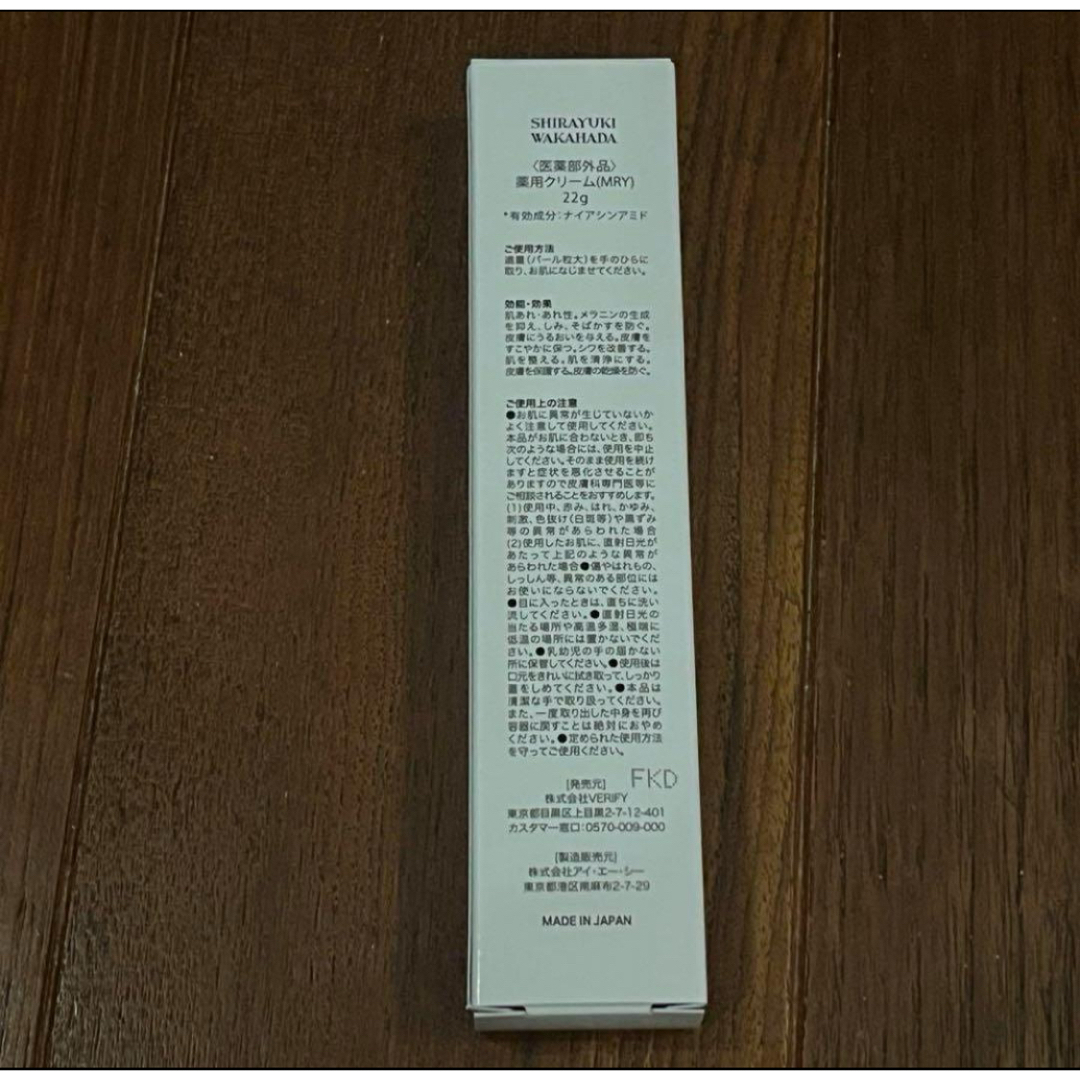 SHIRAYUKI
WAKAHADA
〈医薬部外品〉
薬用クリーム(MRY)
22g
*有効成分：ナイアシンアミド
ご使用方法
適量(パール粒大)を手のひらに
取り、お肌になじませてください。
効能・効果
肌あれ・あれ性。メラニンの生成
を抑え、しみ、そばかすを防ぐ。
皮膚にうるおいを与える。皮膚を
すこやかに保つ。シワを改善する。
肌を整える。肌を清浄にする。
皮膚を保護する。皮膚の乾燥を防ぐ。
ご使用上の注意
●お肌に異常が生じていないか
よく注意して使用してください。
本品がお肌に合わないとき、即ち
次のような場合には、使用を中止
してください。そのまま使用を続け
ますと症状を悪化させることが
ありますので皮膚科専門医等に
ご相談されることをおすすめします。
(1)使用中、赤み、はれ、かゆみ、
刺激、色抜け(白斑等)や黒ずみ
等の異常があらわれた場合
(2)使用したお肌に、直射日光が
あたって上記のような異常が
あらわれた場合●傷やはれもの、
しっしん等、異常のある部位には
お使いにならないでください。
●目に入ったときは、直ちに洗い
流してください。●直射日光の
当たる場所や高温多湿、極端に
低温の場所には置かないでくだ
さい。●乳幼児の手の届かない
所に保管してください。●使用後は
口元をきれいに拭き取って、しっかり
蓋をしめてください。●本品は
清潔な手で取り扱ってください。
また、一度取り出した中身を再び
容器に戻すことは絶対におやめ
ください。●定められた使用方法
を守ってご使用ください。
[発売元] FKD
株式会社VERIFY
東京都目黒区上目黒2-7-12-401
カスタマー窓口：0570-009-000
[製造販売元]
株式会社アイ・エー・シー
東京都港区南麻布2-7-29
MADE IN JAPAN